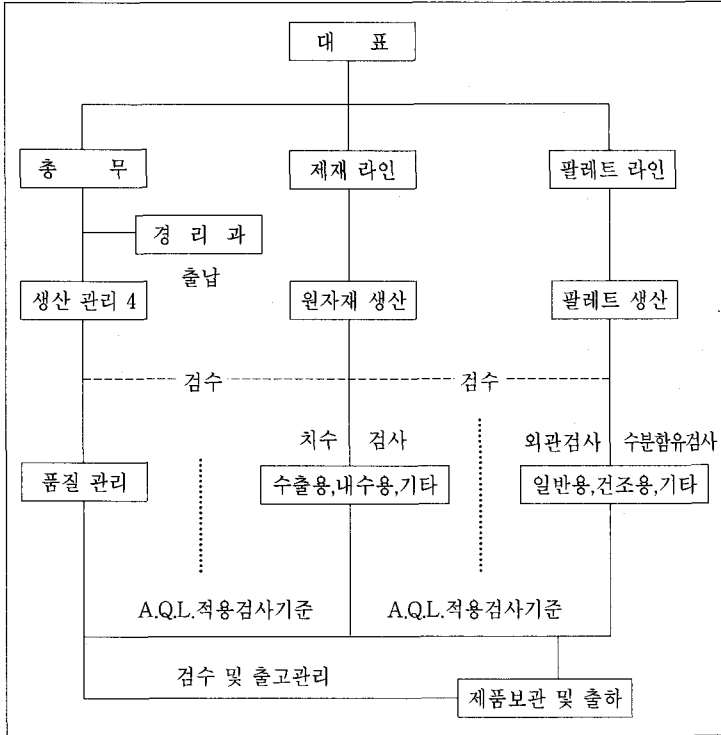 대 표
총 무
제재 라인
팔레트 라인
경 리 과
출납
생산 관리 4
원자재 생산
팔레트 생산
검수
검수
치수 검사
외관검사 수분함유검사
품질 관리
수출용,내수용,기타
일반용,건조용,기타
A.Q.L.적용검사기준
A.Q.L.적용검사기준
검수 및 출고관리
제품보관 및 출하